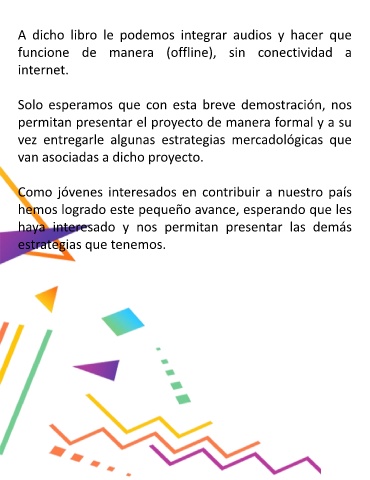 A dicho libro le podemos integrar audios y hacer que
funcione de manera (offline), sin conectividad a
internet.
Solo esperamos que con esta breve demostración, nos
permitan presentar el proyecto de manera formal y a su
vez entregarle algunas estrategias mercadológicas que
van asociadas a dicho proyecto.
Como jóvenes interesados en contribuir a nuestro país
hemos logrado este pequeño avance, esperando que les
haya interesado y nos permitan presentar las demás
estrategias que tenemos.